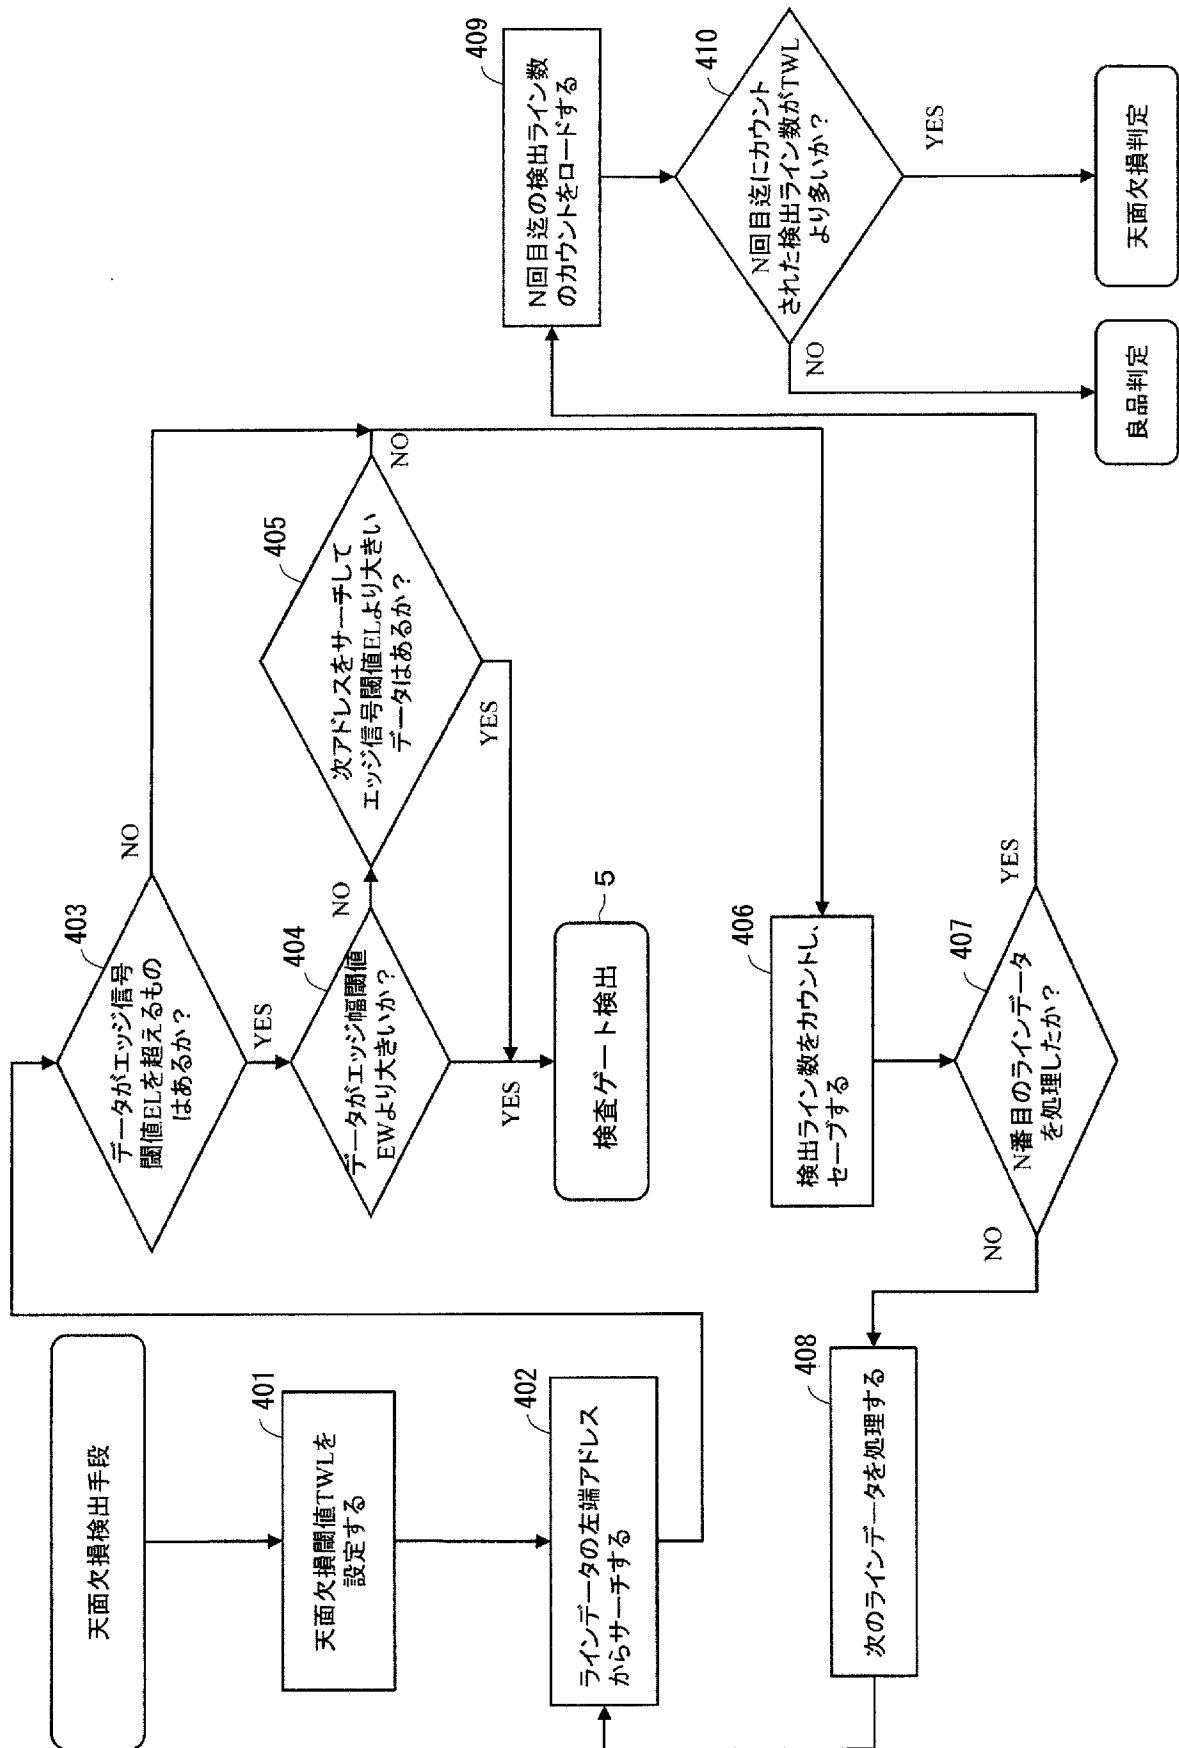 天面欠損検出手段
401
天面欠損閾値TWLを
設定する
402
ラインデータの左端アドレス
からサーチする
403
データがエッジ信号
閾値ELを超えるもの
はあるか？
NO
YES
404
データがエッジ幅閾値
EWより大きいか？
NO
YES
405
次アドレスをサーチして
エッジ信号閾値ELより大きい
データはあるか？
NO
YES
検査ゲート検出
5
406
検出ライン数をカウントし、
セーブする
407
N番目のラインデータ
を処理したか？
NO
YES
408
次のラインデータを処理する
409
N回目迄の検出ライン数
のカウントをロードする
410
N回目迄にカウント
された検出ライン数がTWL
より多いか？
NO
YES
良品判定
天面欠損判定